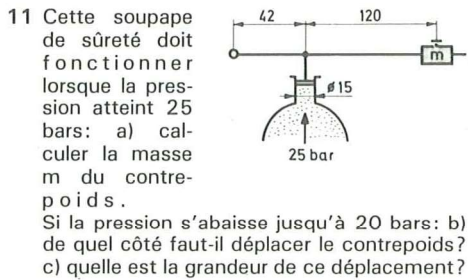 11 Cette soupape
de sûreté doit
fonctionner
lorsque la pres-
sion atteint 25
bars: a) cal-
culer la masse
m du contre-
poids.
42
120
m
ø15
25 bar
Si la pression s'abaisse jusqu'à 20 bars: b)
de quel côté faut-il déplacer le contrepoids?
c) quelle est la grandeur de ce déplacement?